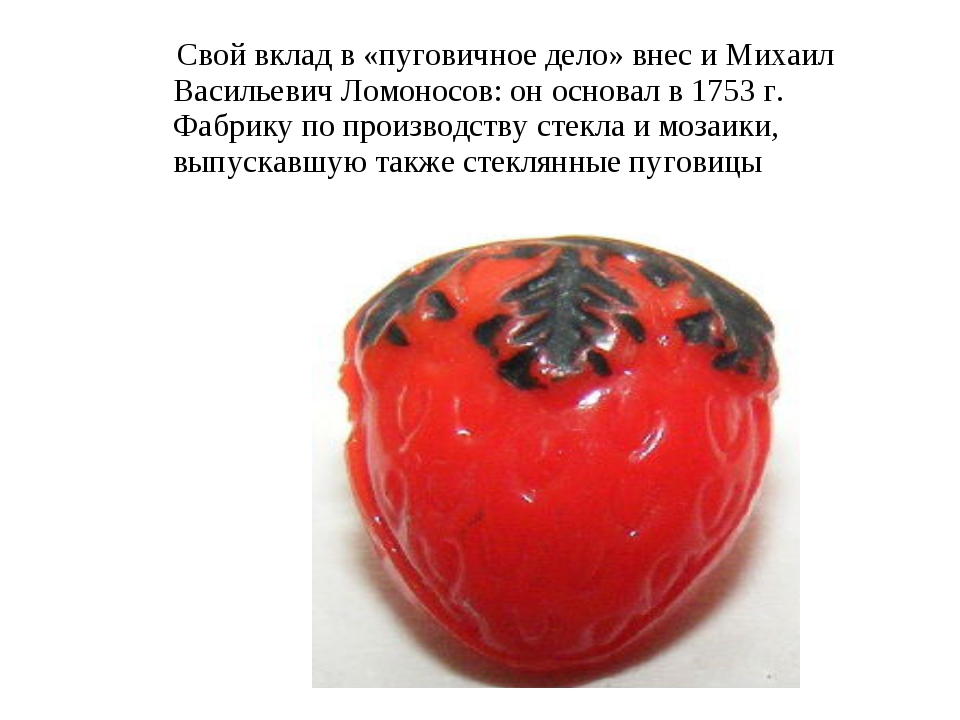 Свой вклад в «пуговичное дело» внес и Михаил
Васильевич Ломоносов: он основал в 1753 г.
Фабрику по производству стекла и мозаики,
выпускавшую также стеклянные пуговицы